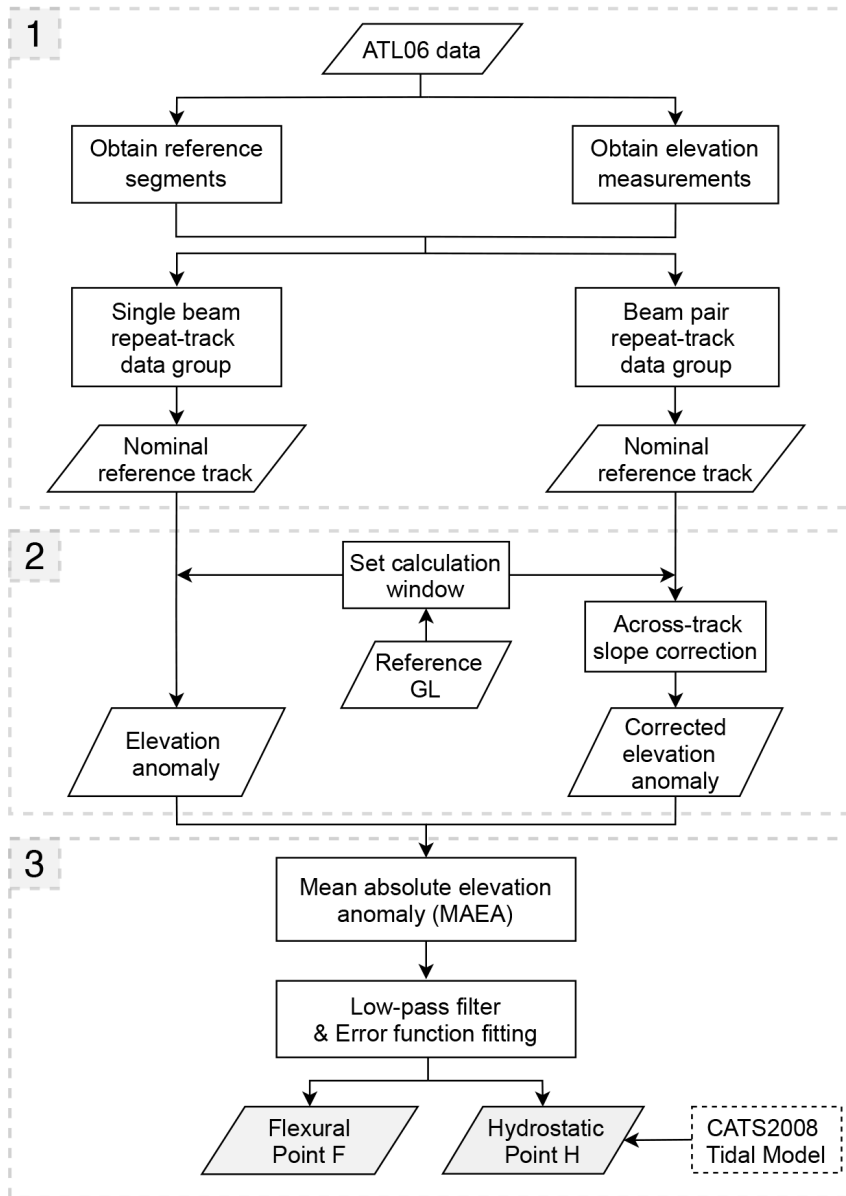 1
ATL06 data
Obtain reference
segments
Obtain elevation
measurements
Single beam
repeat-track
data group
Beam pair
repeat-track
data group
Nominal
reference track
Nominal
reference track
2
Set calculation
window
Reference
GL
Across-track
slope correction
Elevation
anomaly
Corrected
elevation
anomaly
3
Mean absolute elevation
anomaly (MAEA)
Low-pass filter
& Error function fitting
Flexural
Point F
Hydrostatic
Point H
CATS2008
Tidal Model